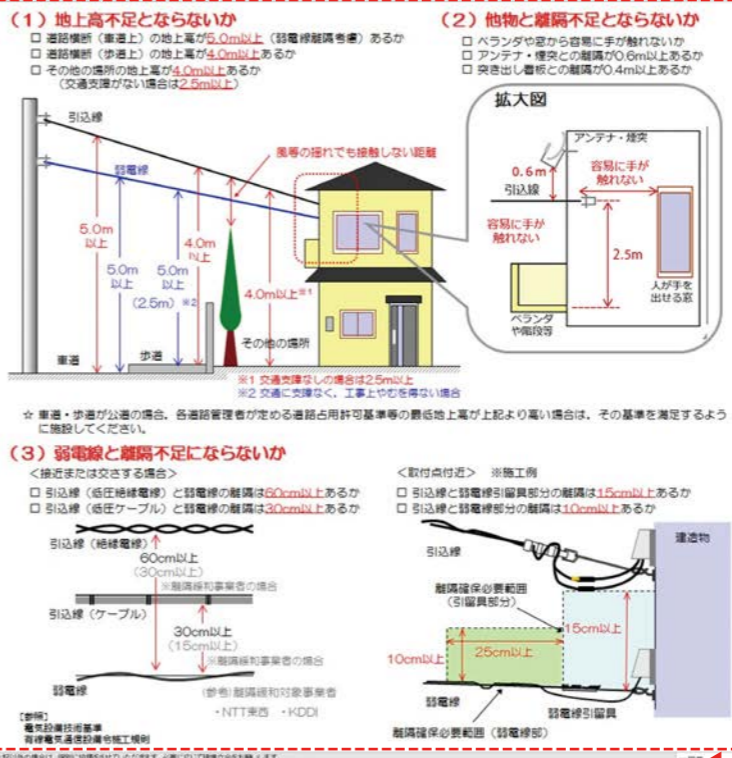 （１）地上高不足とならないか
□ 道路横断（車道上）の地上高が5.0m以上（弱電線離隔考慮）あるか
□ 道路横断（歩道上）の地上高が4.0m以上あるか
□ その他の場所の地上高が4.0m以上あるか
（交通支障がない場合は2.5m以上）
（２）他物と離隔不足とならないか
□ ベランダや窓から容易に手が触れないか
□ アンテナ・煙突との離隔が0.6m以上あるか
□ 突き出し看板との離隔が0.4m以上あるか
引込線
弱電線
風等の揺れでも接触しない距離
5.0m
以上
5.0m
以上
5.0m
以上
（2.5m）※2
4.0m
以上
4.0m以上※1
その他の場所
車道
歩道
※1 交通支障なしの場合は2.5m以上
※2 交通に支障なく、工事上やむを得ない場合
拡大図
アンテナ・煙突
0.6m
容易に手が
触れない
引込線
容易に手が
触れない
2.5m
ベランダ
や階段等
人が手を
出せる窓
☆ 車道・歩道が公道の場合、各道路管理者が定める道路占用許可基準等の最低地上高が上記より高い場合は、その基準を満足するよう
に施設してください。
（３）弱電線と離隔不足にならないか
＜接近または交さする場合＞
□ 引込線（低圧絶縁電線）と弱電線の離隔は60cm以上あるか
□ 引込線（低圧ケーブル）と弱電線の離隔は30cm以上あるか
引込線（絶縁電線）
60cm以上
（30cm以上）
※離隔緩和事業者の場合
引込線（ケーブル）
30cm以上
（15cm以上）
※離隔緩和事業者の場合
弱電線
（参考）離隔緩和対象事業者
・NTT東西 ・KDDI
【参照】
電気設備技術基準
有線電気通信設備令施工規則
＜取付点付近＞ ※施工例
□ 引込線と弱電線引留具部分の離隔は15cm以上あるか
□ 引込線と弱電線部分の離隔は10cm以上あるか
引込線
建造物
離隔確保必要範囲
（引留具部分）
15cm以上
10cm以上
25cm以上
弱電線
弱電線引留具
離隔確保必要範囲（弱電線部）